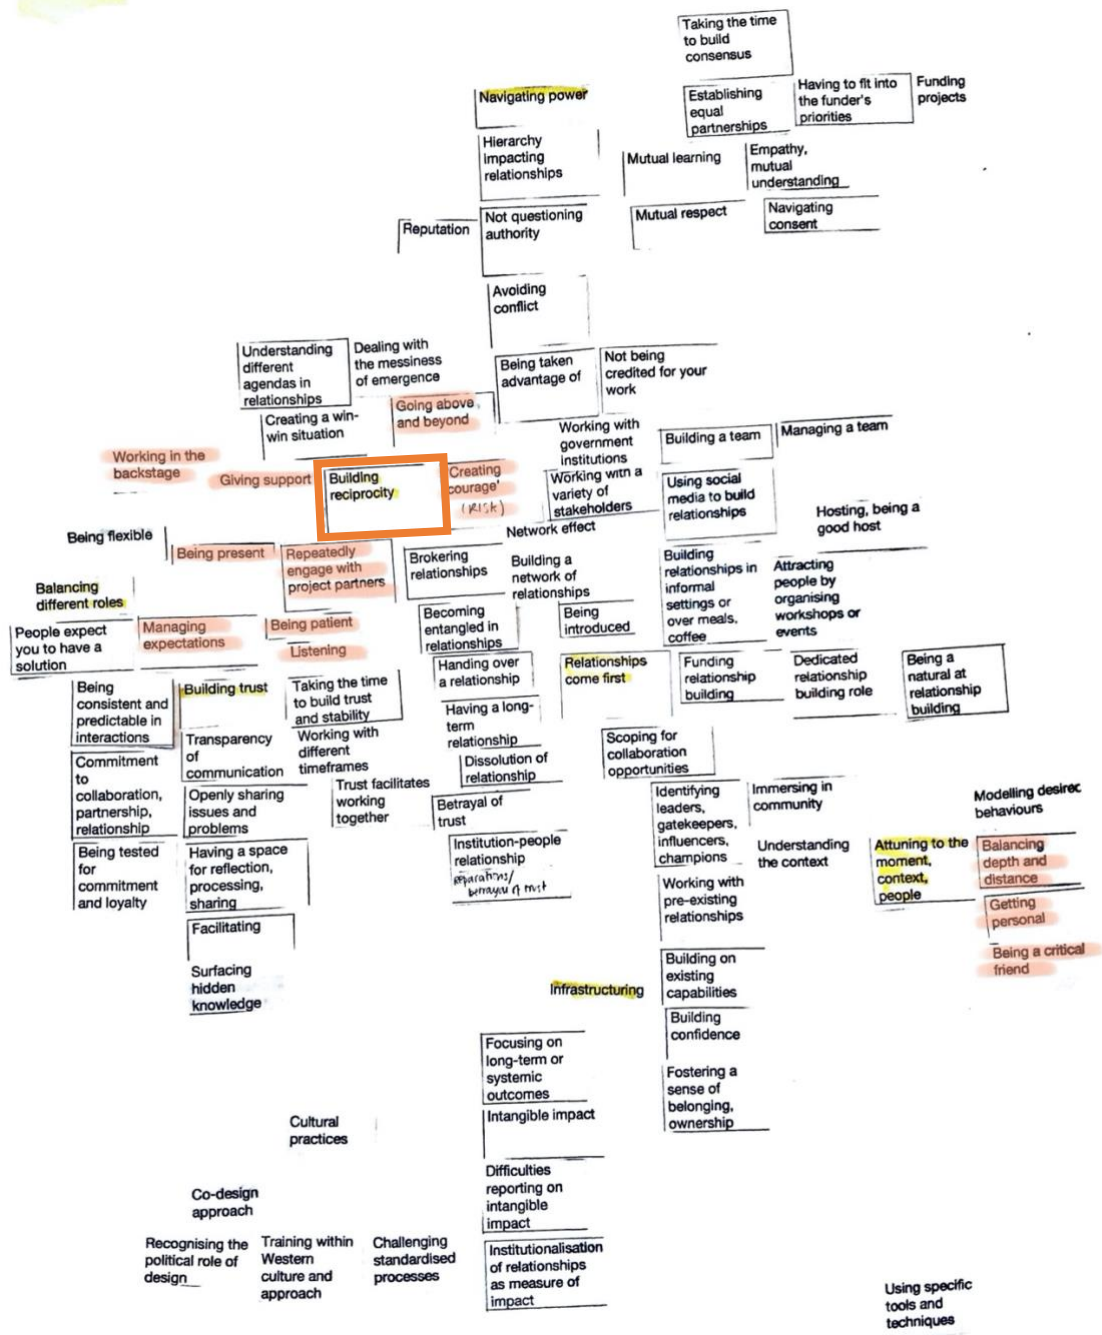 Taking the time
to build
consensus
Navigating power
Establishing
equal
partnerships
Having to fit into
the funder's
priorities
Funding
projects
Hierarchy
impacting
relationships
Mutual learning
Empathy,
mutual
understanding
Reputation
Not questioning
authority
Mutual respect
Navigating
consent
Avoiding
conflict
Understanding
different
agendas in
relationships
Dealing with
the messiness
of emergence
Being taken
advantage of
Not being
credited for your
work
Creating a win-
win situation
Going above
and beyond
Working with
government
institutions
Building a team
Managing a team
Working in the
backstage
Giving support
Building
reciprocity
Creating
courage'
(RISK)
Working with a
variety of
stakeholders
Using social
media to build
relationships
Hosting, being a
good host
Being flexible
Being present
Repeatedly
engage with
project partners
Brokering
relationships
Network effect
Building a
network of
relationships
Building
relationships in
informal
settings or
over meals,
coffee
Attracting
people by
organising
workshops or
events
Balancing
different roles
People expect
you to have a
solution
Managing
expectations
Being patient
Listening
Becoming
entangled in
relationships
Being
introduced
Handing over
a relationship
Relationships
come first
Funding
relationship
building
Dedicated
relationship
building role
Being a
natural at
relationship
building
Being
consistent and
predictable in
interactions
Building trust
Taking the time
to build trust
and stability
Having a long-
term
relationship
Transparency
of
communication
Working with
different
timeframes
Scoping for
collaboration
opportunities
Commitment
to
collaboration,
partnership,
relationship
Openly sharing
issues and
problems
Trust facilitates
working
together
Dissolution of
relationship
Betrayal of
trust
Identifying
leaders,
gatekeepers,
influencers,
champions
Immersing in
community
Modelling desirec
behaviours
Being tested
for
commitment
and loyalty
Having a space
for reflection,
processing,
sharing
Institution-people
relationship
reparations/
betrayal of trust
Understanding
the context
Attuning to the
moment,
context,
people
Balancing
depth and
distance
Working with
pre-existing
relationships
Getting
personal
Facilitating
Being a critical
friend
Surfacing
hidden
knowledge
Infrastructuring
Building on
existing
capabilities
Building
confidence
Focusing on
long-term or
systemic
outcomes
Fostering a
sense of
belonging,
ownership
Cultural
practices
Intangible impact
Co-design
approach
Difficulties
reporting on
intangible
impact
Recognising the
political role of
design
Training within
Western
culture and
approach
Challenging
standardised
processes
Institutionalisation
of relationships
as measure of
impact
Using specific
tools and
techniques